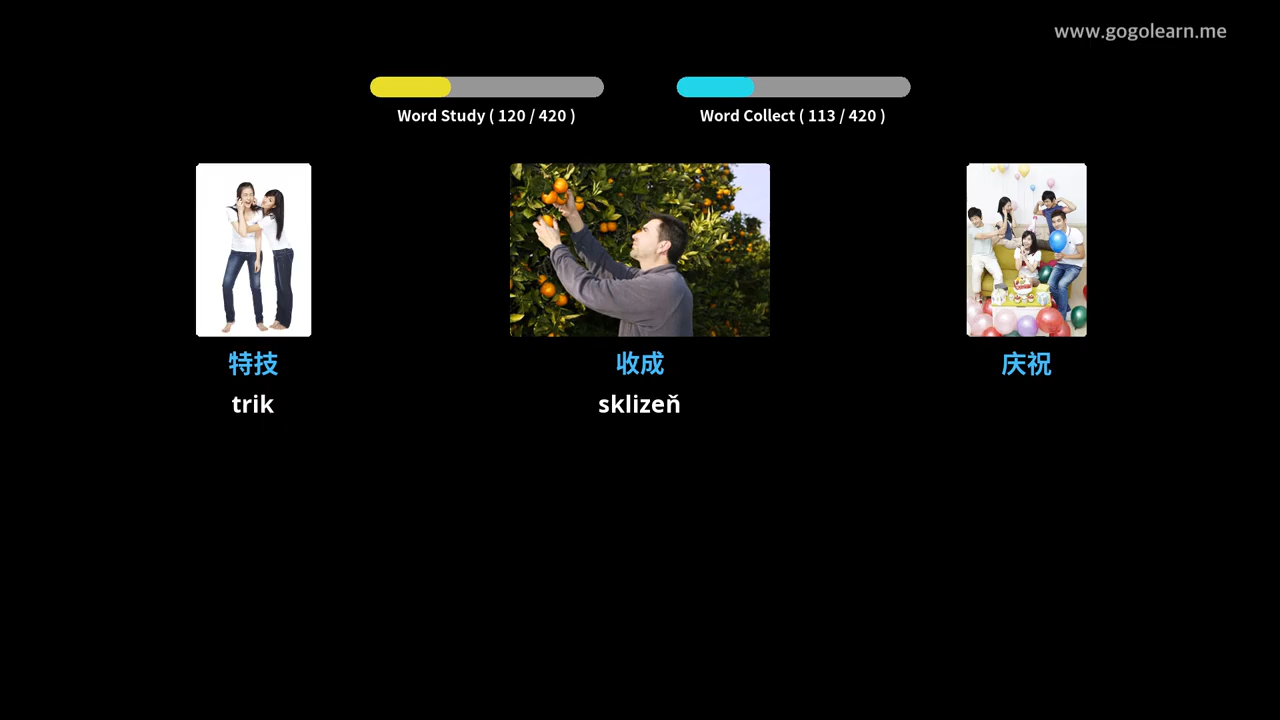 www.gogolearn.me
Word Study ( 120 / 420 )
Word Collect ( 113 / 420 )
特技
收成
庆祝
trik
sklizeň